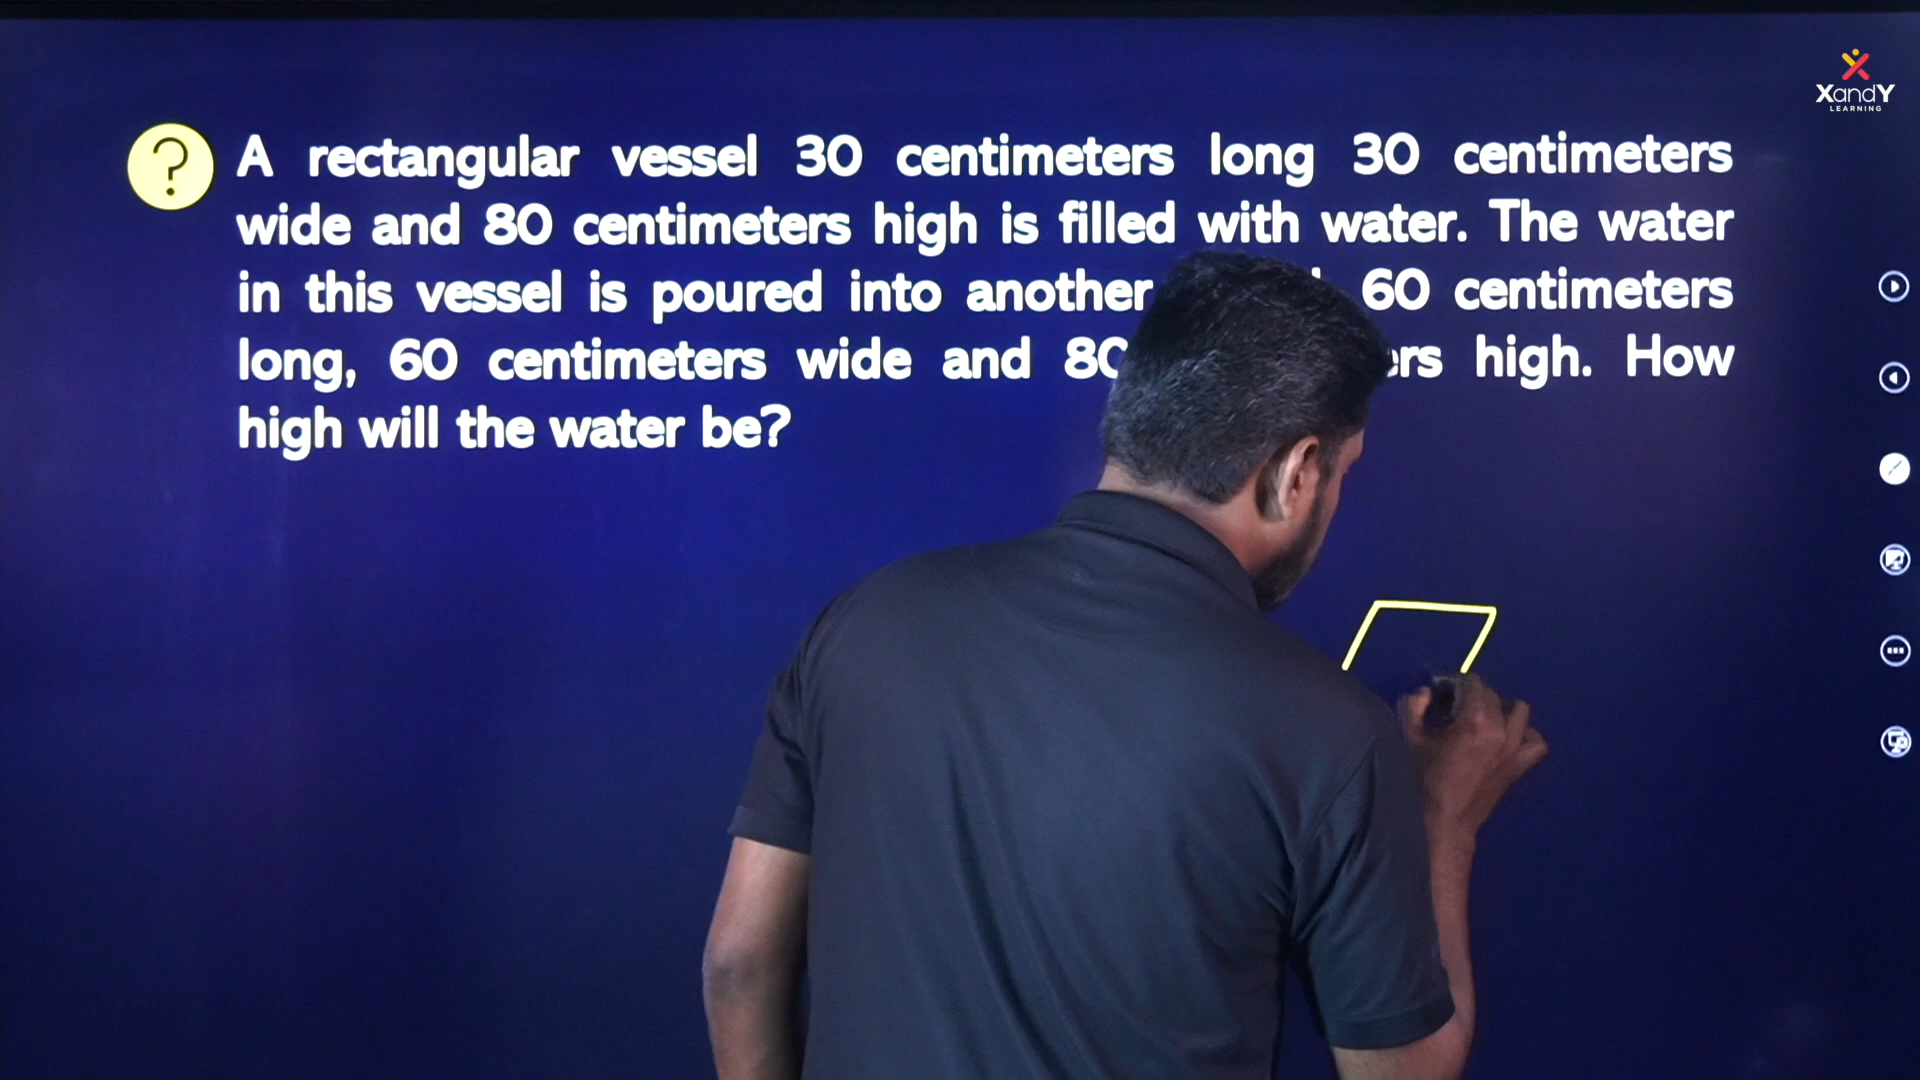 XandY
LEARNING
? A rectangular vessel 30 centimeters long 30 centimeters
wide and 80 centimeters high is filled with water. The water
in this vessel is poured into another 60 centimeters
long, 60 centimeters wide and 80 high. How
high will the water be?